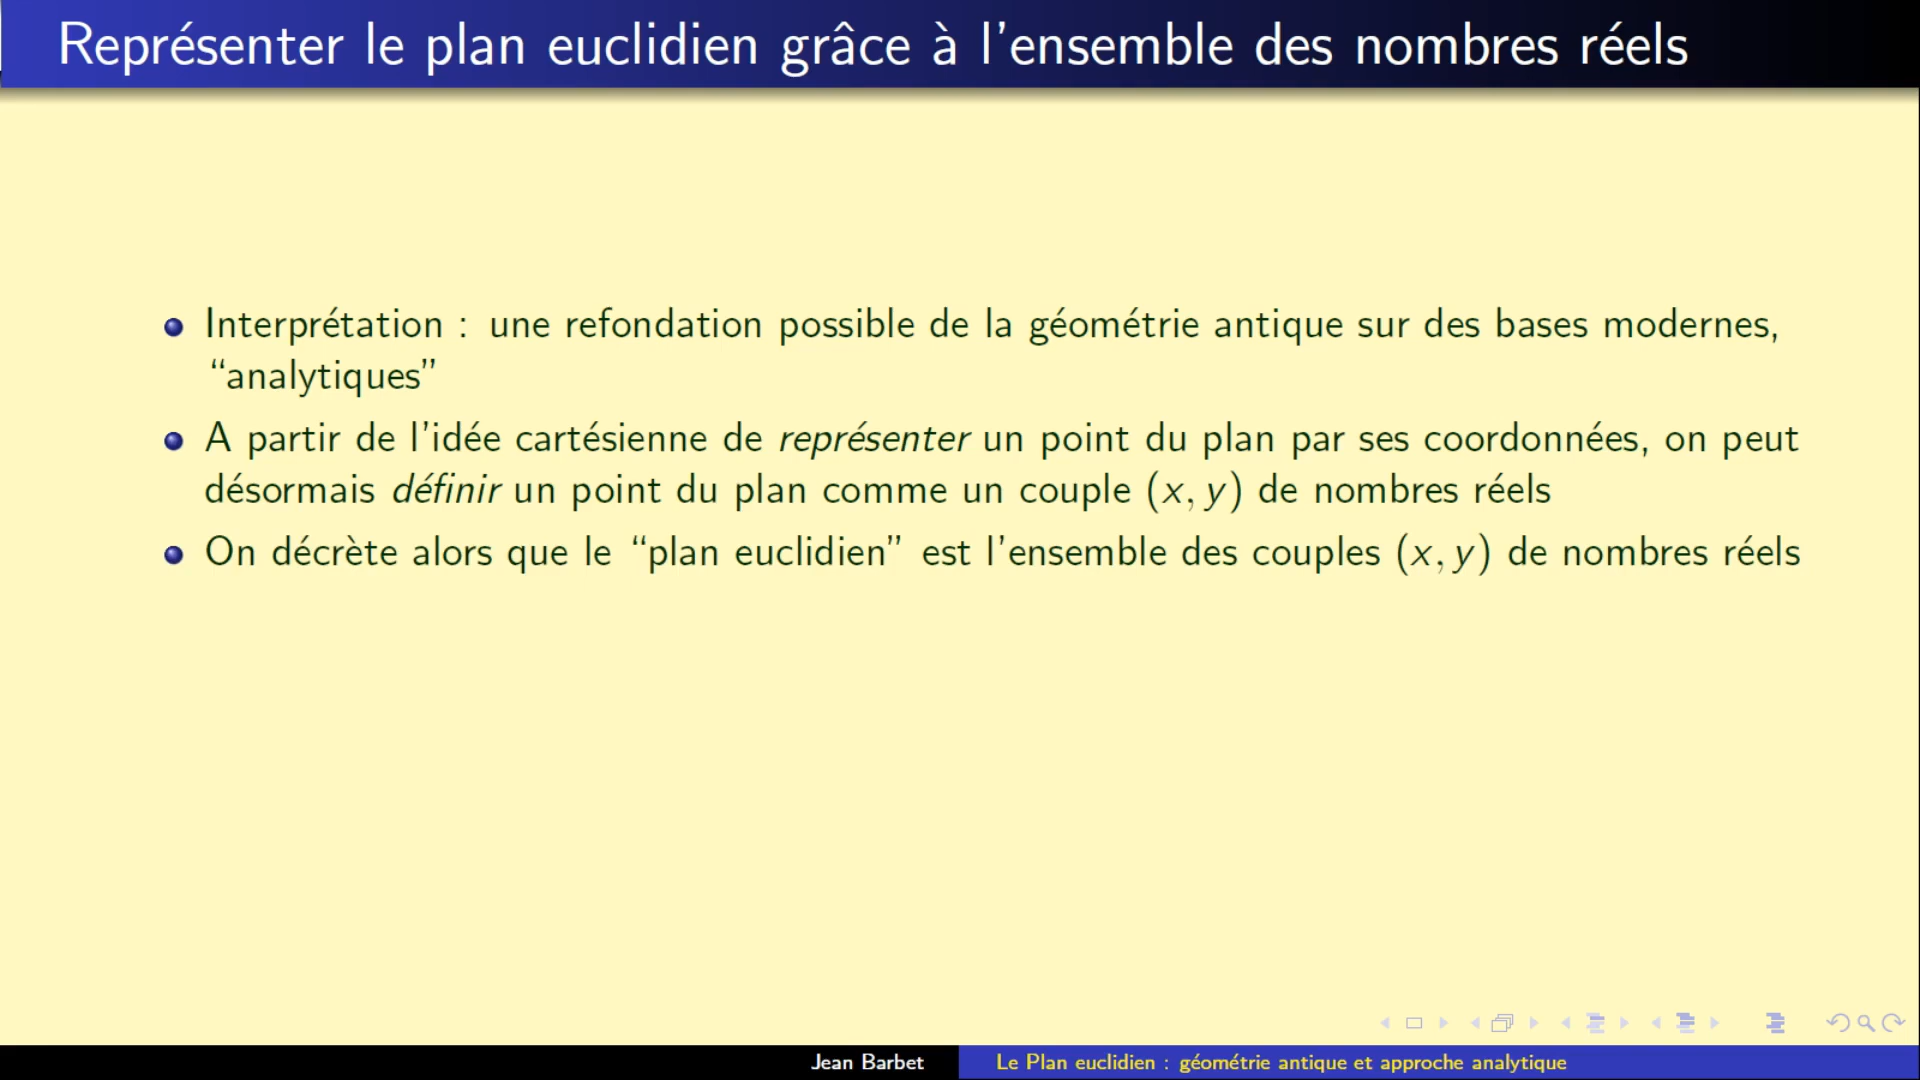 Représenter le plan euclidien grâce à l'ensemble des nombres réels
Interprétation : une refondation possible de la géométrie antique sur des bases modernes,
“analytiques”
A partir de l'idée cartésienne de représenter un point du plan par ses coordonnées, on peut
désormais définir un point du plan comme un couple (x, y) de nombres réels
On décrète alors que le “plan euclidien” est l'ensemble des couples (x, y) de nombres réels
Jean Barbet
Le Plan euclidien : géométrie antique et approche analytique